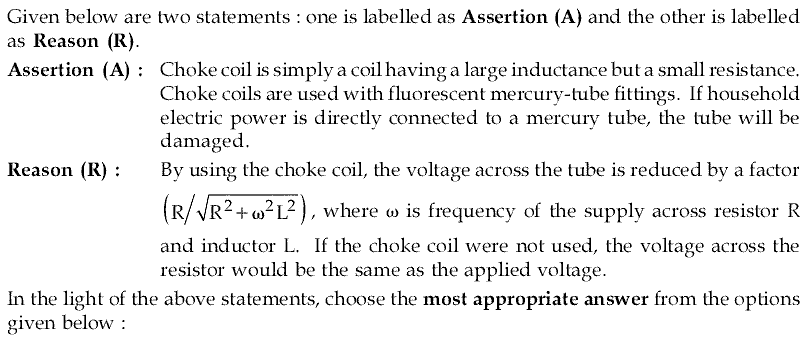 Given below are two statements : one is labelled as Assertion (A) and the other is labelled
as Reason (R).
Assertion (A) : Choke coil is simply a coil having a large inductance but a small resistance.
Choke coils are used with fluorescent mercury-tube fittings. If household
electric power is directly connected to a mercury tube, the tube will be
damaged.
Reason (R) : By using the choke coil, the voltage across the tube is reduced by a factor
(R/√(R²+ω²L²)), where ω is frequency of the supply across resistor R
and inductor L. If the choke coil were not used, the voltage across the
resistor would be the same as the applied voltage.
In the light of the above statements, choose the most appropriate answer from the options
given below :